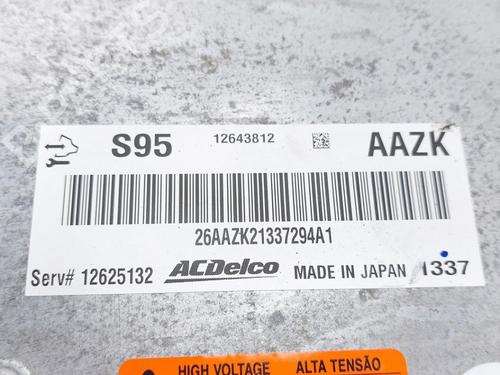 S95 12643812 AAZK
26AAZK21337294A1
Serv# 12625132 ACDelco MADE IN JAPAN 1337
HIGH VOLTAGE ALTA TENSÃO